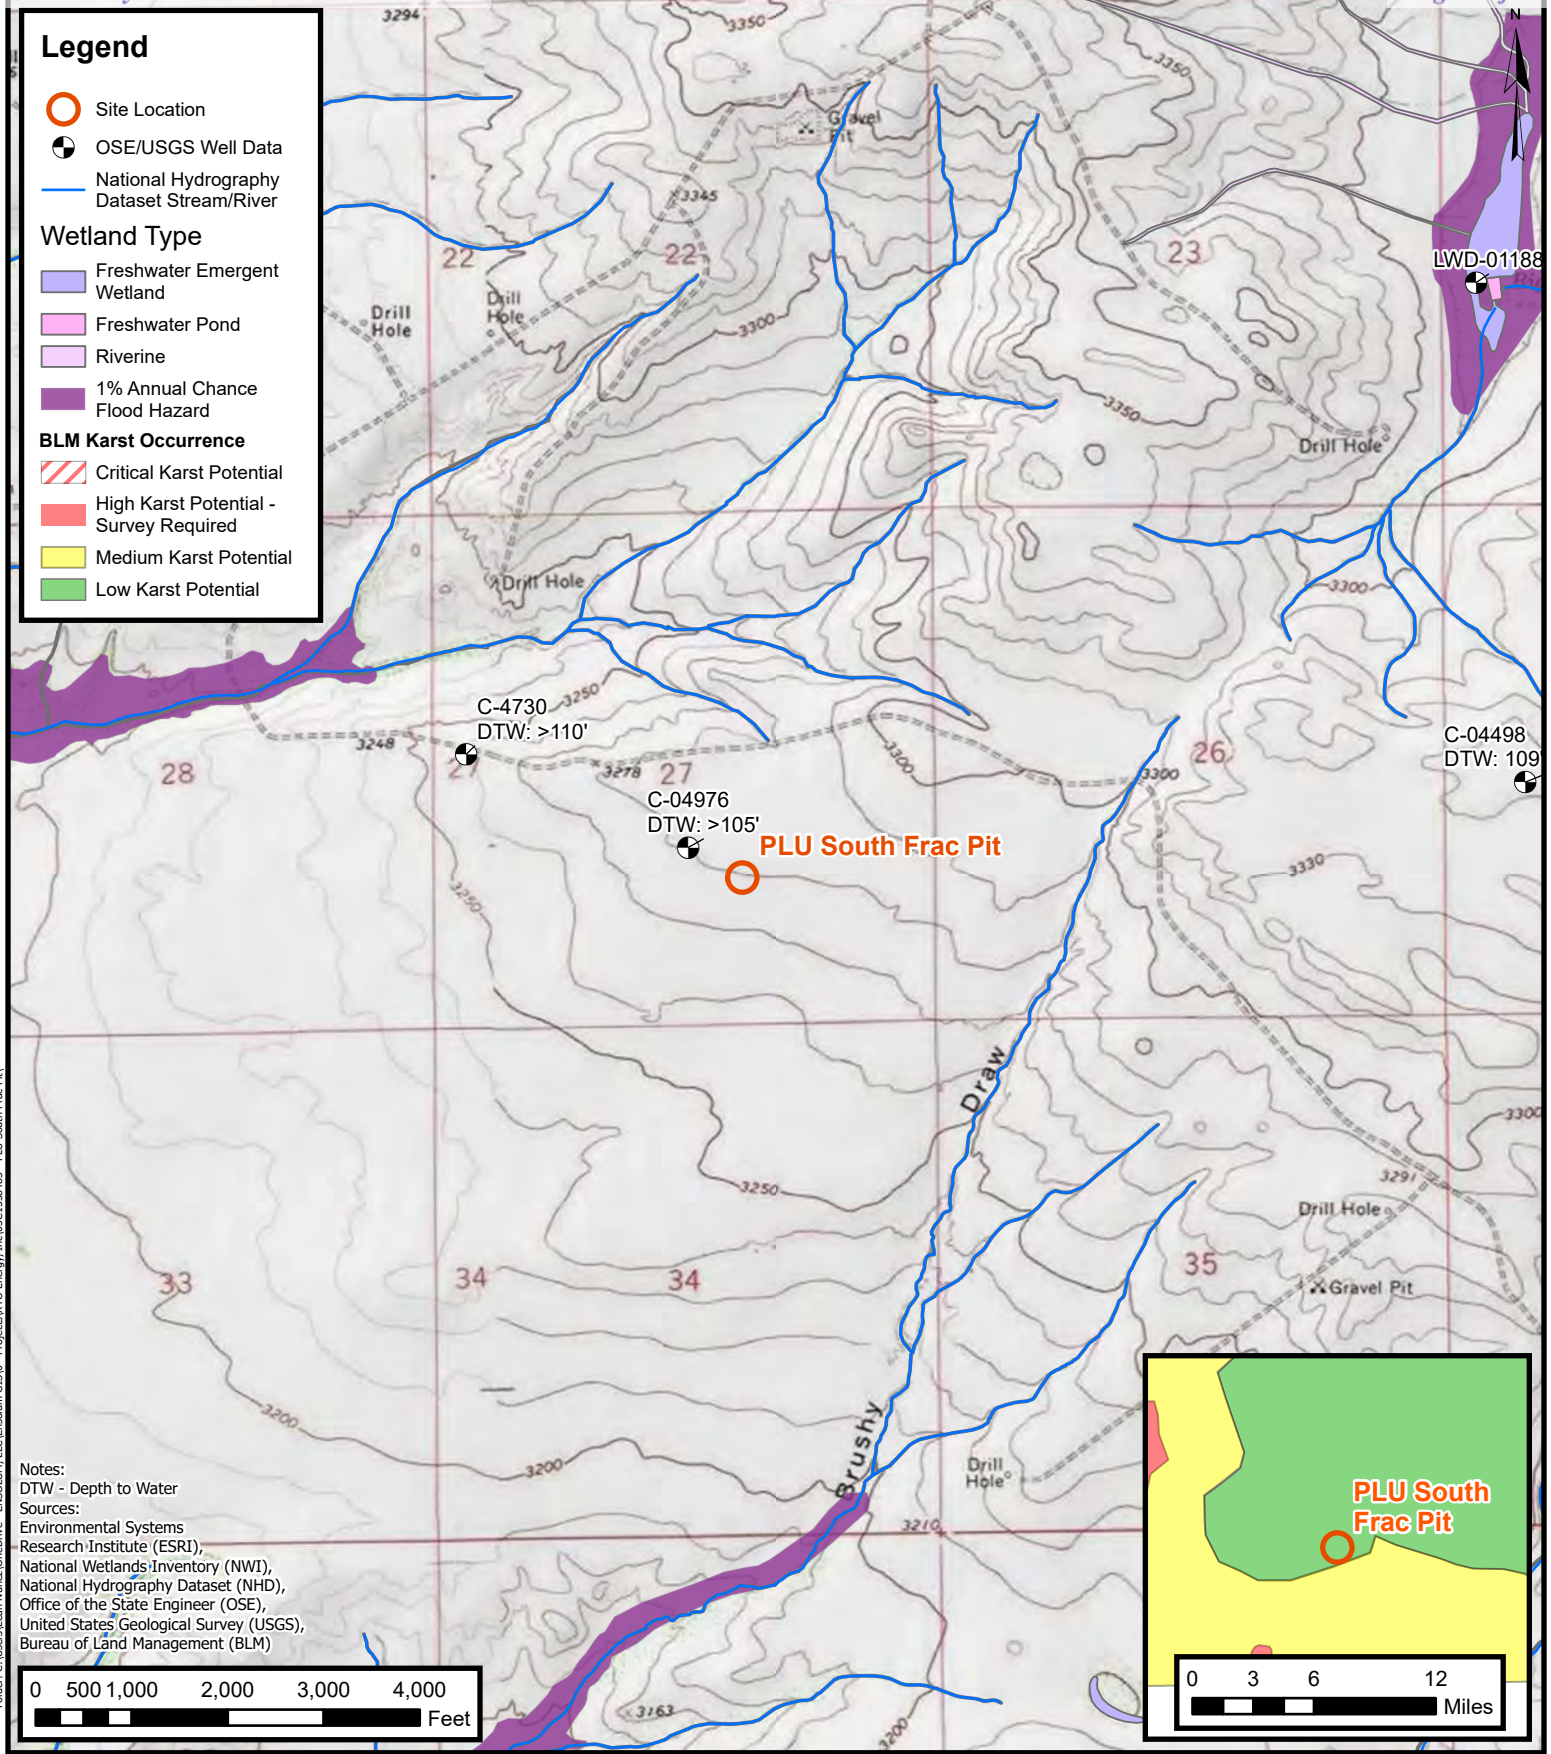 Legend
Site Location
OSE/USGS Well Data
National Hydrography
Dataset Stream/River
Wetland Type
Freshwater Emergent
Wetland
Freshwater Pond
Riverine
1% Annual Chance
Flood Hazard
BLM Karst Occurrence
Critical Karst Potential
High Karst Potential -
Survey Required
Medium Karst Potential
Low Karst Potential
3294
3350
3350
N
Gravel
Pit
3345
22
22
23
LWD-01188
Drill
Hole
Drill
Hole
3300
3350
Drill Hole
Drill Hole
3300
C-4730
DTW: >110'
3250
3248
27
3278
27
28
3300
3300
26
C-04498
DTW: 109'
C-04976
DTW: >105'
PLU South Frac Pit
3330
3250
Draw
3300
3250
3291
Drill Hole
33
34
34
35
Gravel Pit
3200
3200
Brushy
Drill
Hole
3210
3163
3200
Notes:
DTW - Depth to Water
Sources:
Environmental Systems
Research Institute (ESRI),
National Wetlands Inventory (NWI),
National Hydrography Dataset (NHD),
Office of the State Engineer (OSE),
United States Geological Survey (USGS),
Bureau of Land Management (BLM)
0 500 1,000 2,000 3,000 4,000
Feet
PLU South
Frac Pit
0 3 6 12
Miles